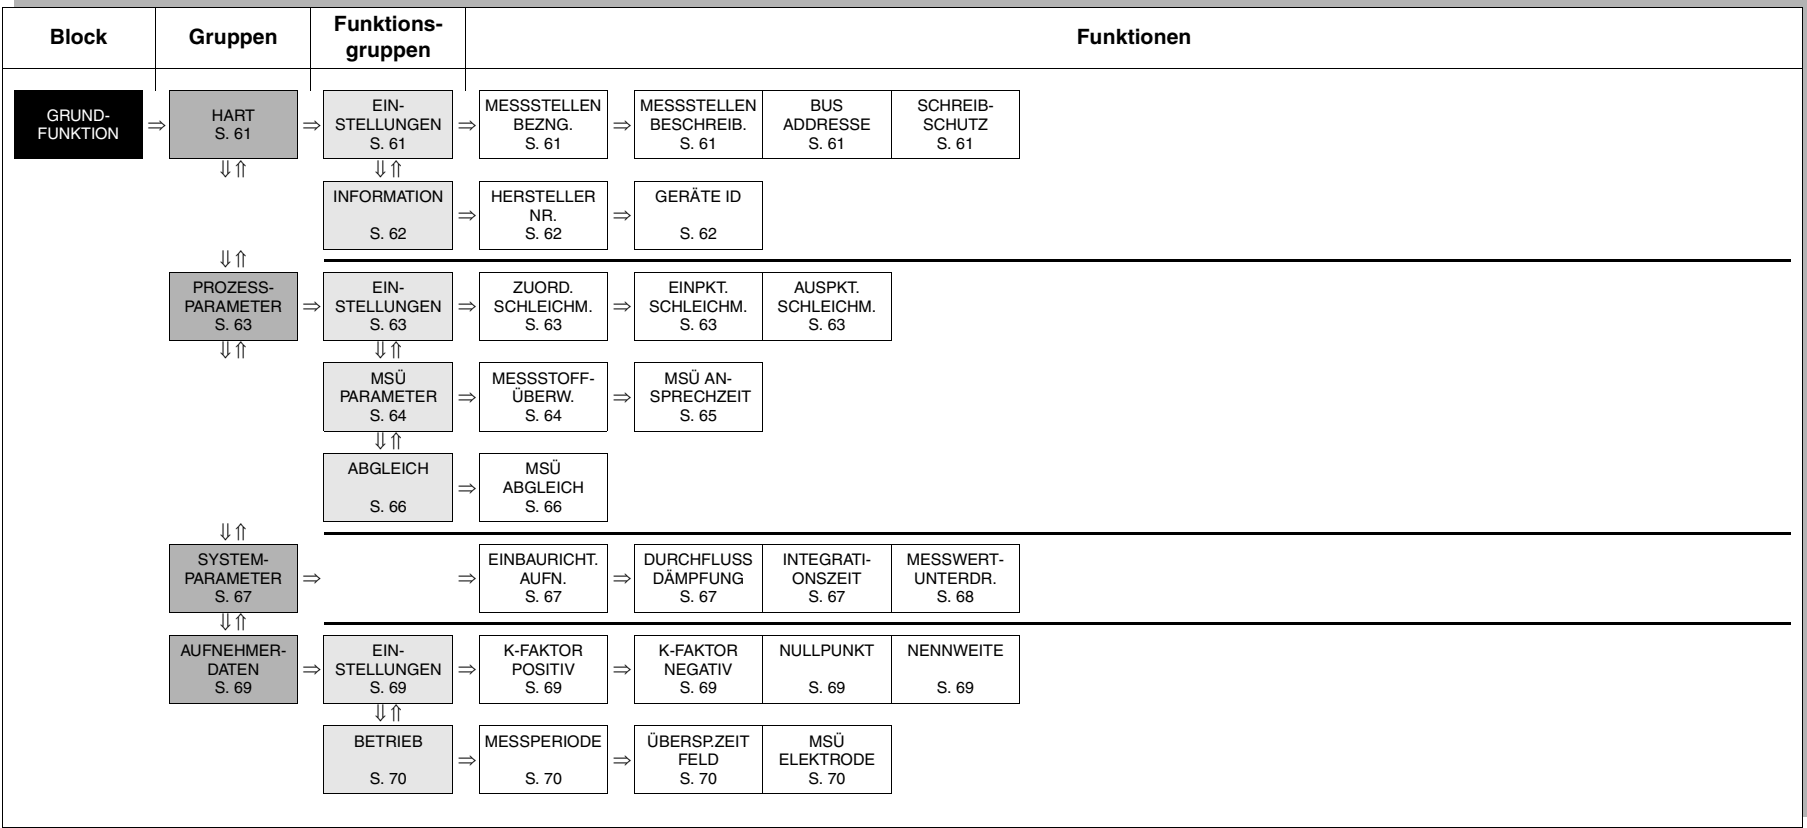 Block
Gruppen
Funktions-
gruppen
Funktionen
GRUND-
FUNKTION
⇒
HART
S. 61
⇒
EIN-
STELLUNGEN
S. 61
⇒
MESSSTELLEN
BEZNG.
S. 61
⇒
MESSSTELLEN
BESCHREIB.
S. 61
BUS
ADDRESSE
S. 61
SCHREIB-
SCHUTZ
S. 61
⇓⇑
⇓⇑
INFORMATION
S. 62
⇒
HERSTELLER
NR.
S. 62
⇒
GERÄTE ID
S. 62
⇓⇑
PROZESS-
PARAMETER
S. 63
⇒
EIN-
STELLUNGEN
S. 63
⇒
ZUORD.
SCHLEICHM.
S. 63
⇒
EINPKT.
SCHLEICHM.
S. 63
AUSPKT.
SCHLEICHM.
S. 63
⇓⇑
⇓⇑
MSÜ
PARAMETER
S. 64
⇒
MESSSTOFF-
ÜBERW.
S. 64
⇒
MSÜ AN-
SPRECHZEIT
S. 65
⇓⇑
ABGLEICH
S. 66
⇒
MSÜ
ABGLEICH
S. 66
⇓⇑
SYSTEM-
PARAMETER
S. 67
⇒
⇒
EINBAURICHT.
AUFN.
S. 67
⇒
DURCHFLUSS
DÄMPFUNG
S. 67
INTEGRATI-
ONSZEIT
S. 67
MESSWERT-
UNTERDR.
S. 68
⇓⇑
AUFNEHMER-
DATEN
S. 69
⇒
EIN-
STELLUNGEN
S. 69
⇒
K-FAKTOR
POSITIV
S. 69
⇒
K-FAKTOR
NEGATIV
S. 69
NULLPUNKT
S. 69
NENNWEITE
S. 69
⇓⇑
BETRIEB
S. 70
⇒
MESSPERIODE
S. 70
⇒
ÜBERSP.ZEIT
FELD
S. 70
MSÜ
ELEKTRODE
S. 70